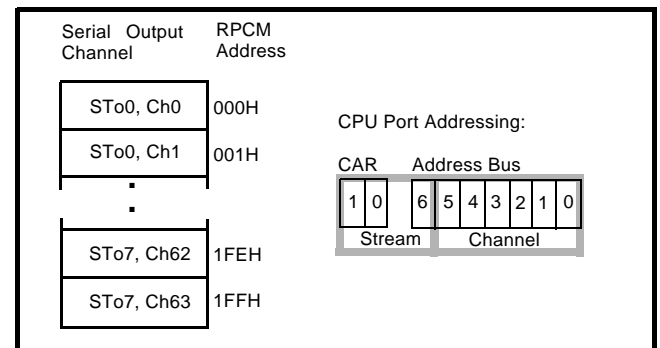 Serial Output Channel
RPCM Address
STo0, Ch0 000H
STo0, Ch1 001H
STo7, Ch62 1FEH
STo7, Ch63 1FFH
CPU Port Addressing:
CAR Address Bus
1 0 6 5 4 3 2 1 0
Stream Channel